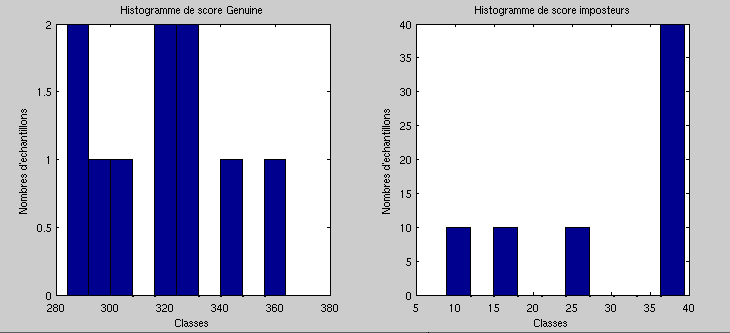 Histogramme de score Genuine
Nombres d'echantillons
2
1.5
1
0.5
0
280 300 320 340 360 380
Classes
Histogramme de score imposteurs
Nombres d'echantillons
40
35
30
25
20
15
10
5
0
5 10 15 20 25 30 35 40
Classes